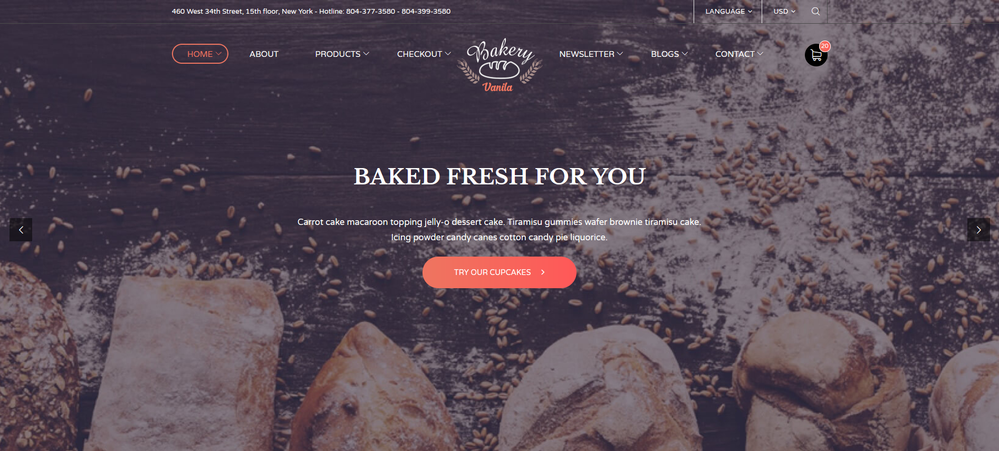 460 West 34th Street, 15th floor, New York - Hotline: 804-377-3580 - 804-399-3580
LANGUAGE
USD
HOME
ABOUT
PRODUCTS
CHECKOUT
Bakery
Vanila
NEWSLETTER
BLOGS
CONTACT
20
BAKED FRESH FOR YOU
Carrot cake macaroon topping jelly-o dessert cake. Tiramisu gummies wafer brownie tiramisu cake.
Icing powder candy canes cotton candy pie liquorice.
TRY OUR CUPCAKES